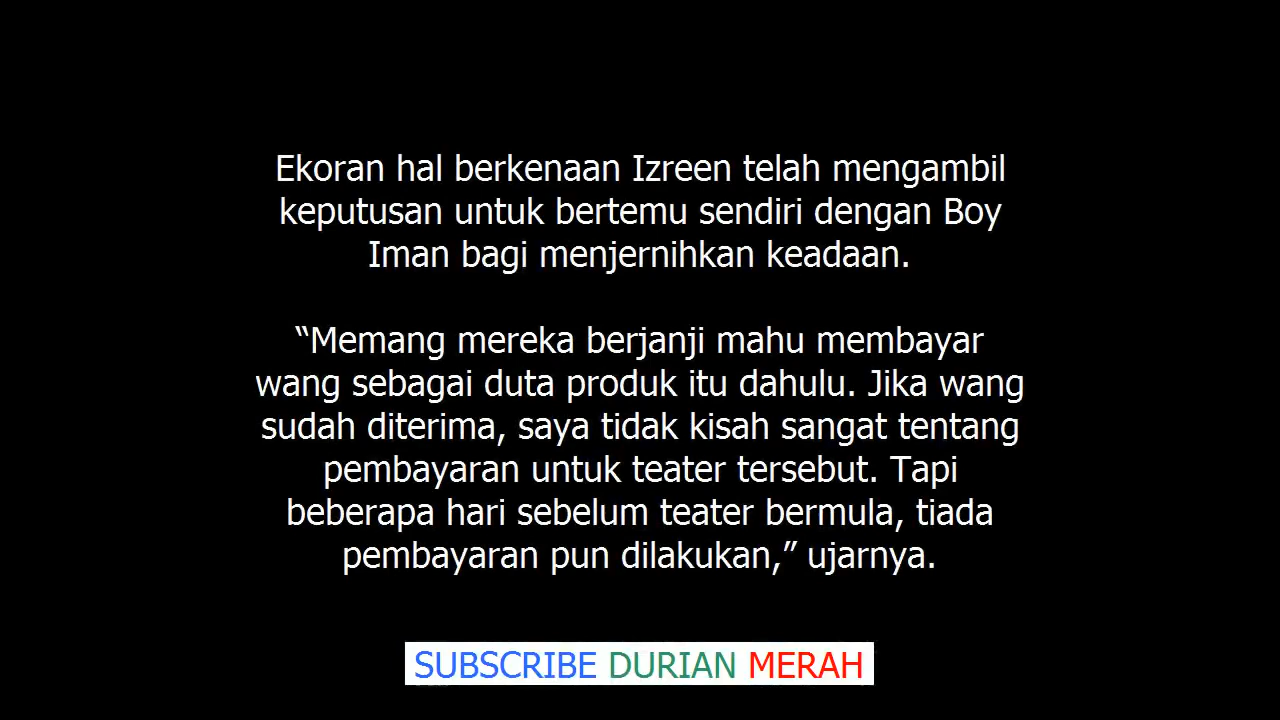 Ekoran hal berkenaan Izreen telah mengambil
keputusan untuk bertemu sendiri dengan Boy
Iman bagi menjernihkan keadaan.
“Memang mereka berjanji mahu membayar
wang sebagai duta produk itu dahulu. Jika wang
sudah diterima, saya tidak kisah sangat tentang
pembayaran untuk teater tersebut. Tapi
beberapa hari sebelum teater bermula, tiada
pembayaran pun dilakukan,” ujarnya.
SUBSCRIBE DURIAN MERAH